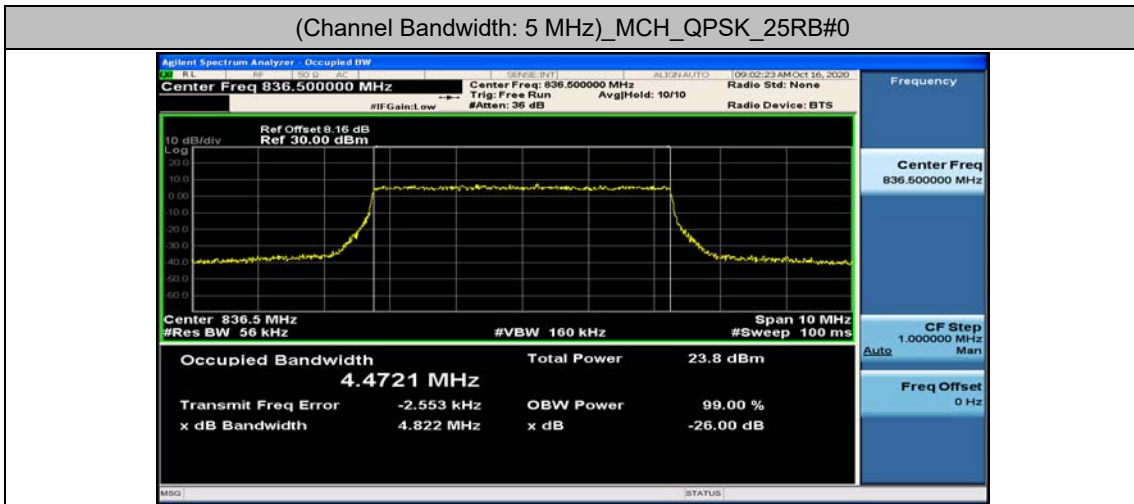 (Channel Bandwidth: 5 MHz)_MCH_QPSK_25RB#0
Agilent Spectrum Analyzer - Occupied BW
RL RF 50 Ω AC SENSE:INT ALIGNAUTO 09:02:23 AM Oct 16, 2020
Center Freq 836.500000 MHz
Center Freq: 836.500000 MHz
Radio Std: None
Trig: Free Run Avg|Hold: 10/10
#IFGain:Low #Atten: 36 dB Radio Device: BTS
Ref Offset 8.16 dB
10 dB/div Ref 30.00 dBm
Log
20.0
10.0
0.00
-10.0
-20.0
-30.0
-40.0
-50.0
-60.0
Center 836.5 MHz Span 10 MHz
#Res BW 56 kHz #VBW 160 kHz #Sweep 100 ms
Occupied Bandwidth Total Power 23.8 dBm
4.4721 MHz
Transmit Freq Error -2.553 kHz OBW Power 99.00 %
x dB Bandwidth 4.822 MHz x dB -26.00 dB
MSG STATUS
Frequency
Center Freq
836.500000 MHz
CF Step
1.000000 MHz
Auto Man
Freq Offset
0 Hz